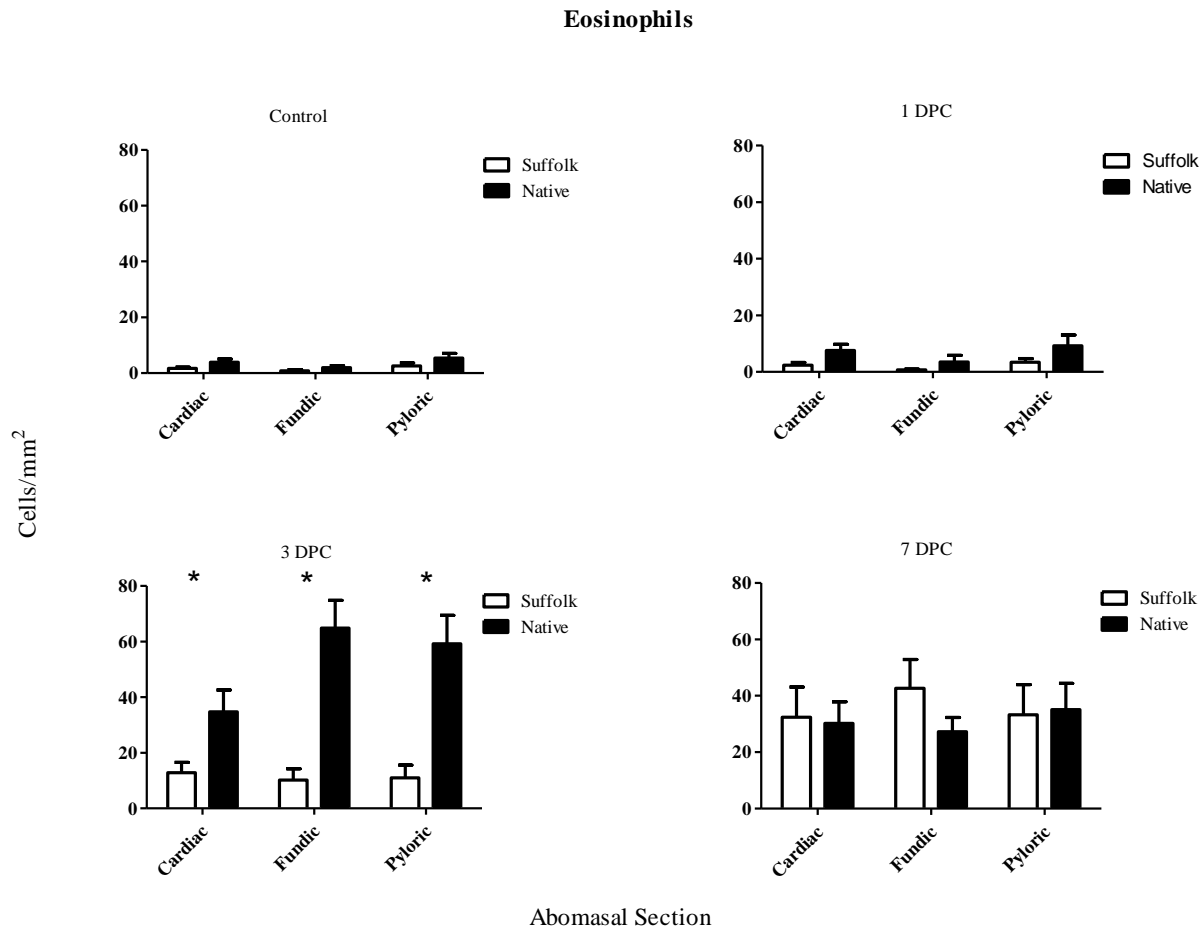 Eosinophils
Control
80
60
40
20
0
Suffolk
Native
Cardiac
Fundic
Pyloric
1 DPC
80
60
40
20
0
Suffolk
Native
Cardiac
Fundic
Pyloric
Cells/mm²
3 DPC
* * *
80
60
40
20
0
Suffolk
Native
Cardiac
Fundic
Pyloric
7 DPC
80
60
40
20
0
Suffolk
Native
Cardiac
Fundic
Pyloric
Abomasal Section